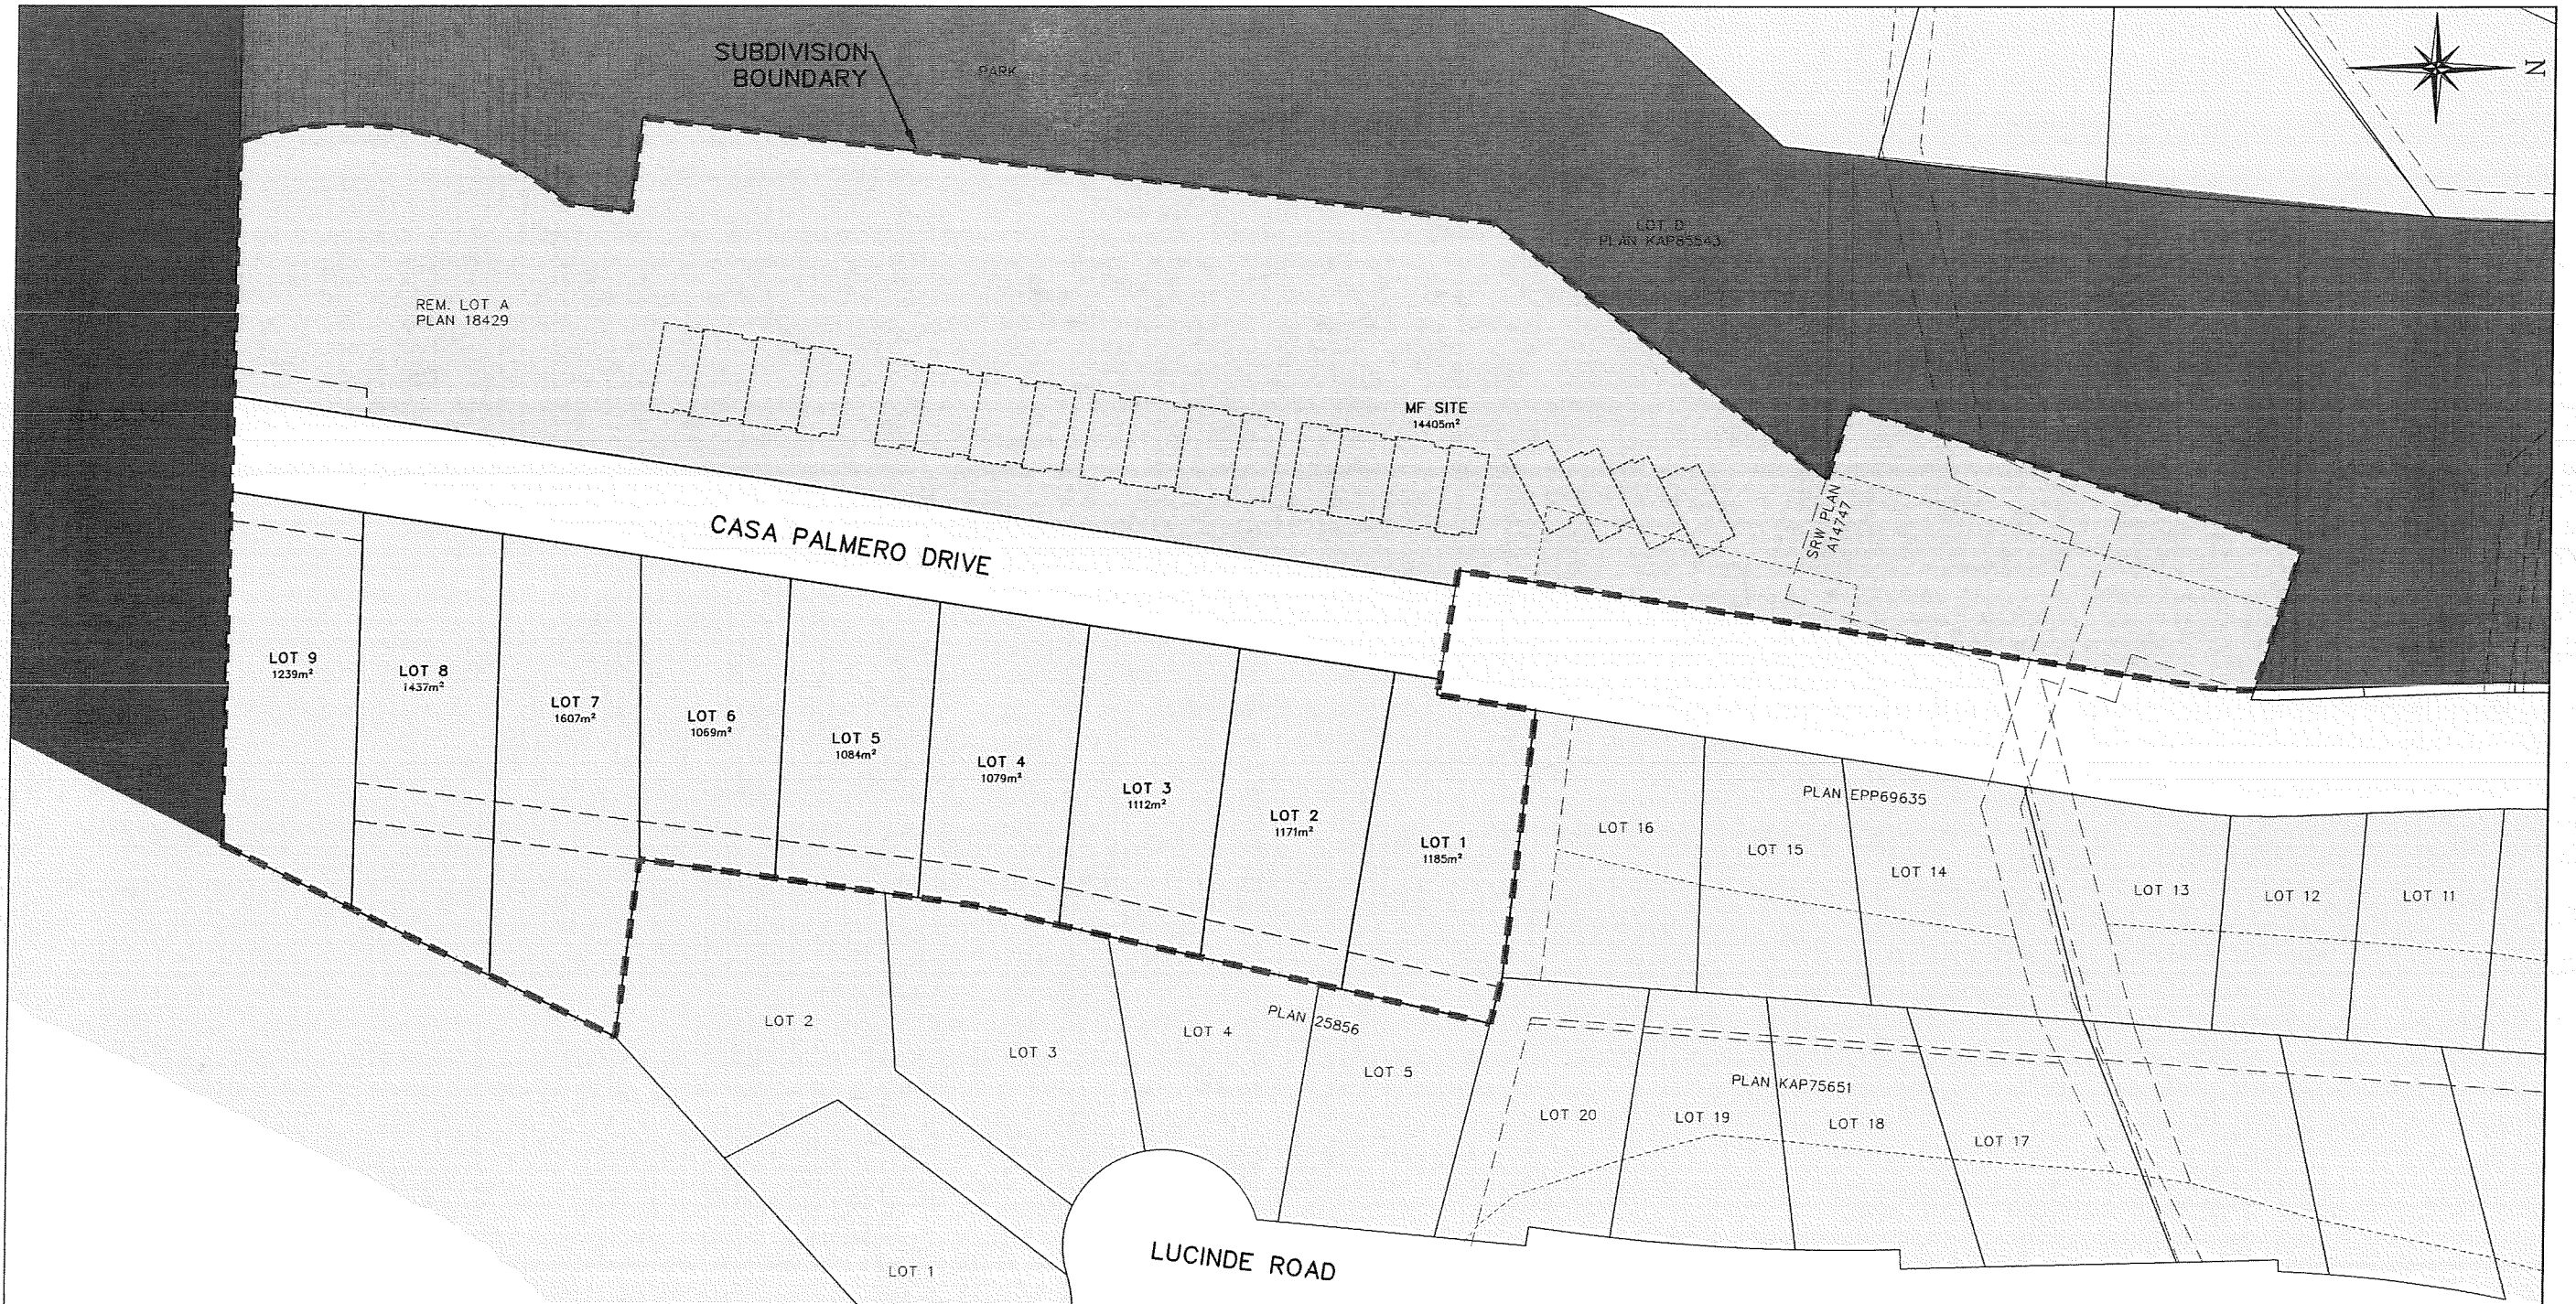 SUBDIVISION
BOUNDARY
PARK
N
LOT D
PLAN KAP85543
REM. LOT A
PLAN 18429
MF SITE
14405m²
SRW PLAN
A14747
CASA PALMERO DRIVE
LOT 9
1239m²
LOT 8
1437m²
LOT 7
1607m²
LOT 6
1069m²
LOT 5
1084m²
LOT 4
1079m²
LOT 3
1112m²
LOT 2
1171m²
LOT 1
1185m²
PLAN EPP69635
LOT 16
LOT 15
LOT 14
LOT 13
LOT 12
LOT 11
LOT 2
LOT 3
LOT 4
PLAN 25856
LOT 5
PLAN KAP75651
LOT 20
LOT 19
LOT 18
LOT 17
LOT 1
LUCINDE ROAD